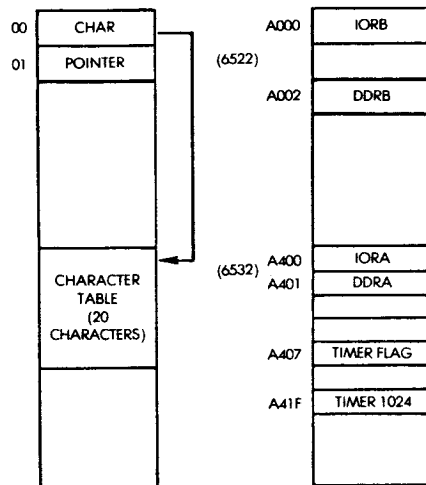 00
CHAR
01
POINTER
CHARACTER
TABLE
(20
CHARACTERS)
A000
IORB
(6522)
A002
DDRB
(6532)
A400
IORA
A401
DDRA
A407
TIMER FLAG
A41F
TIMER 1024